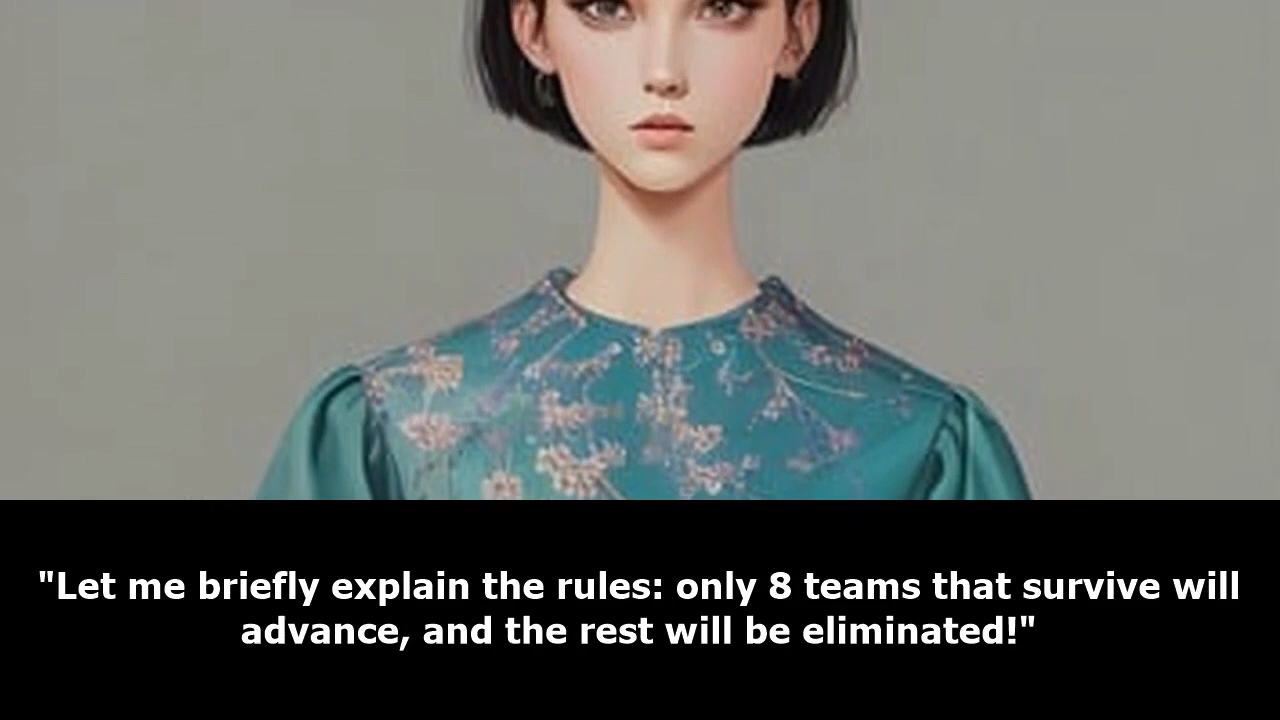 "Let me briefly explain the rules: only 8 teams that survive will
advance, and the rest will be eliminated!"